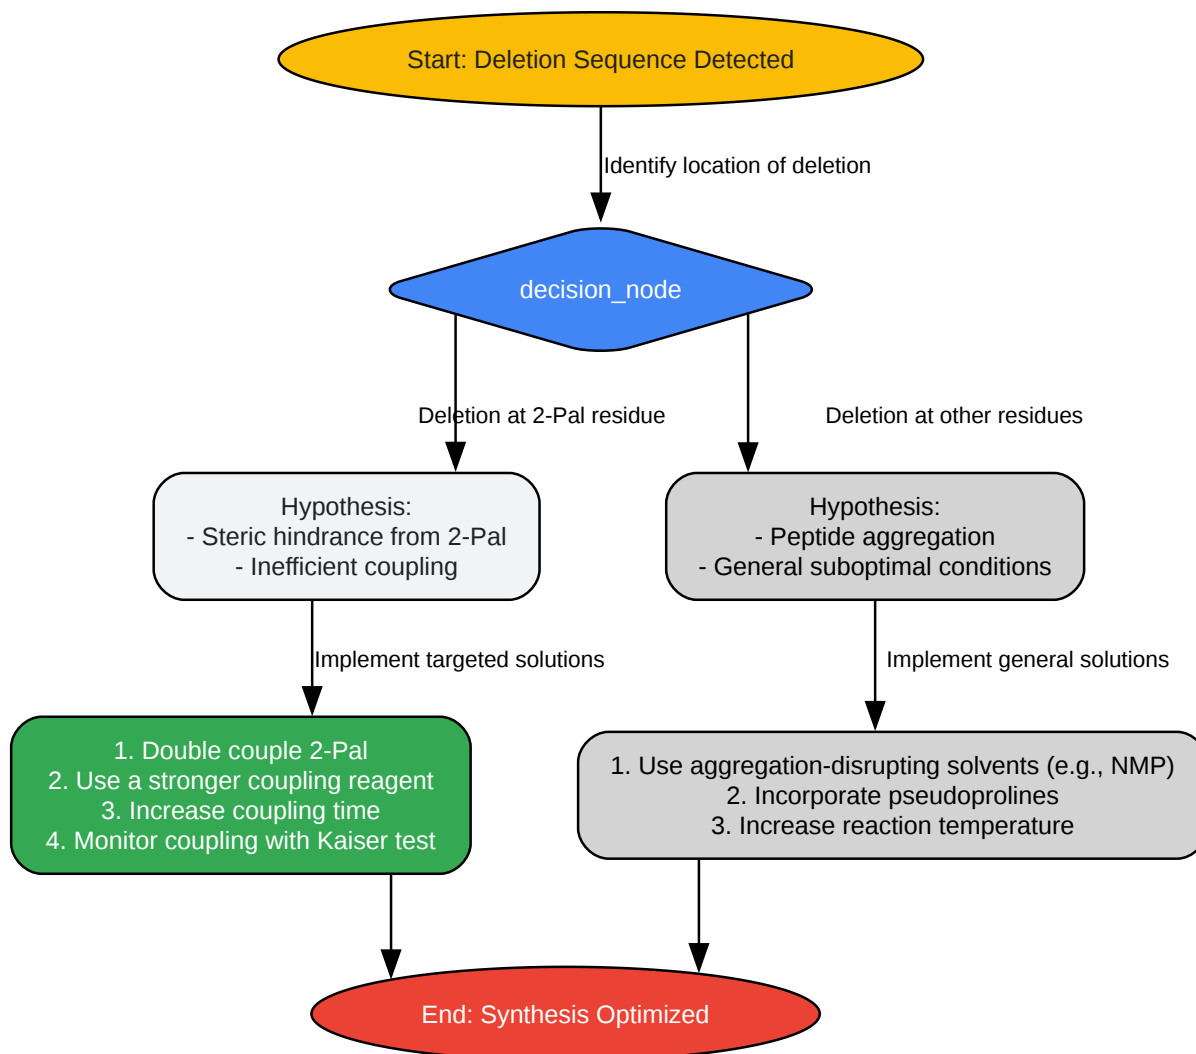 Start: Deletion Sequence Detected
Identify location of deletion
decision_node
Deletion at 2-Pal residue
Deletion at other residues
Hypothesis:
- Steric hindrance from 2-Pal
- Inefficient coupling
Hypothesis:
- Peptide aggregation
- General suboptimal conditions
Implement targeted solutions
Implement general solutions
1. Double couple 2-Pal
2. Use a stronger coupling reagent
3. Increase coupling time
4. Monitor coupling with Kaiser test
1. Use aggregation-disrupting solvents (e.g., NMP)
2. Incorporate pseudoprolines
3. Increase reaction temperature
End: Synthesis Optimized